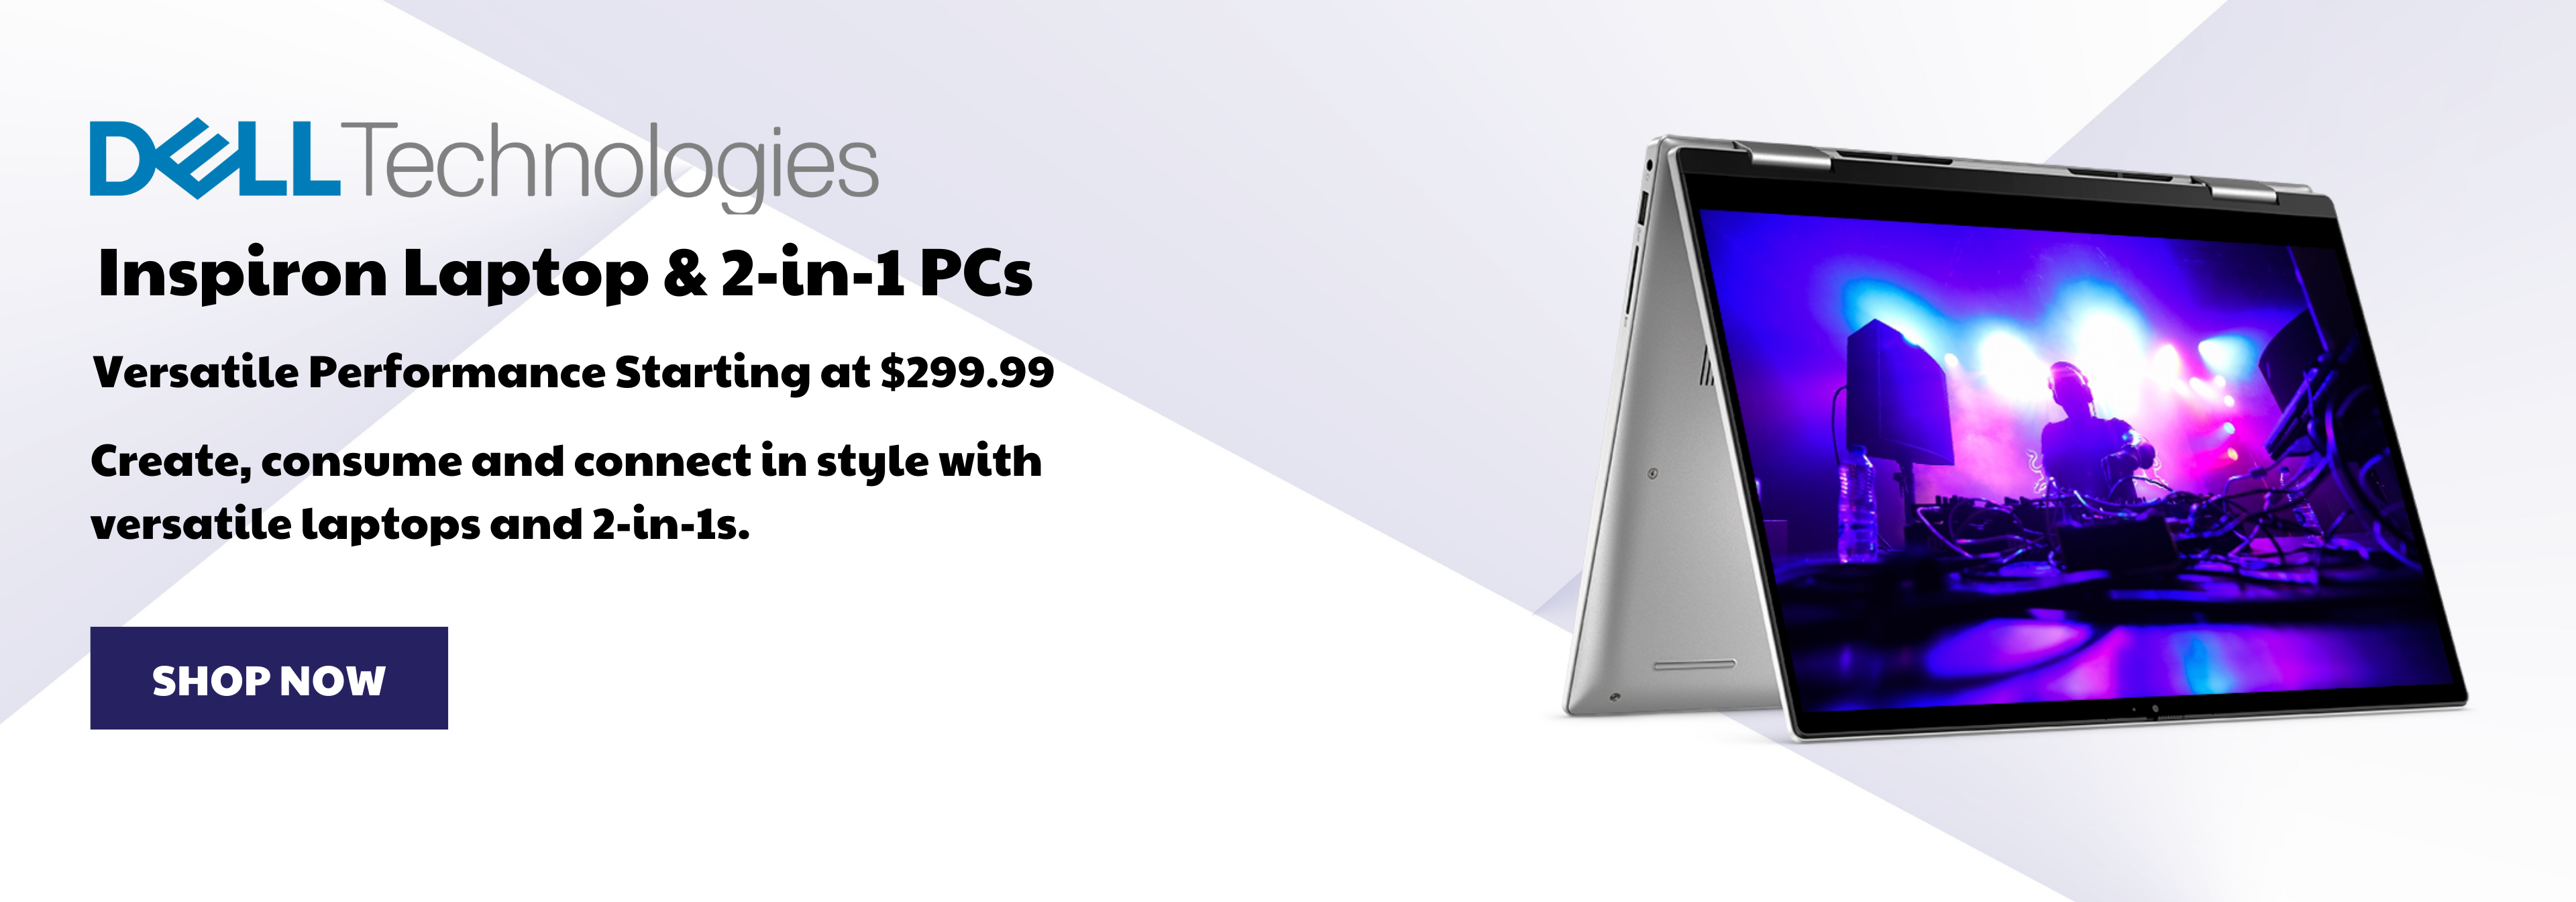 DELL Technologies
Inspiron Laptop & 2-in-1 PCs
Versatile Performance Starting at $299.99
Create, consume and connect in style with
versatile laptops and 2-in-1s.
SHOP NOW